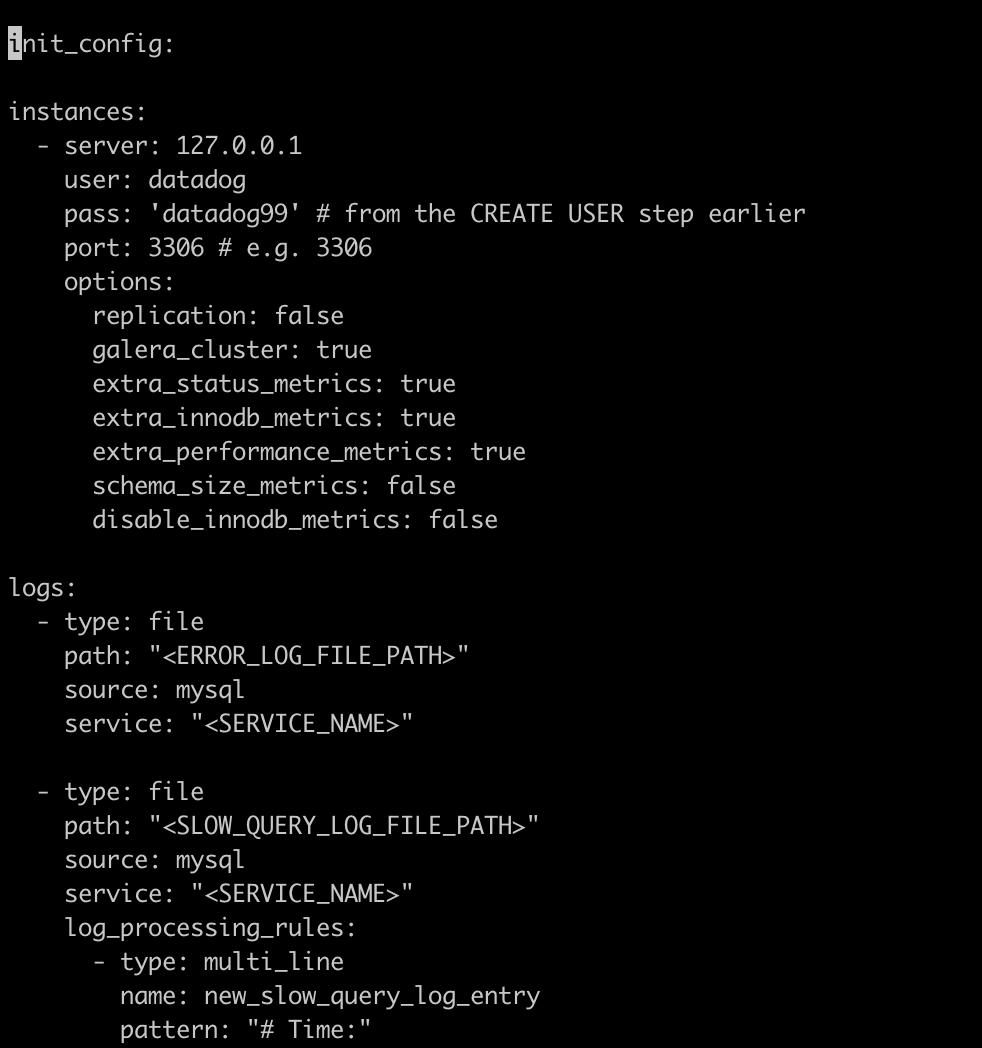 init_config:

instances:
  - server: 127.0.0.1
    user: datadog
    pass: 'datadog99' # from the CREATE USER step earlier
    port: 3306 # e.g. 3306
    options:
      replication: false
      galera_cluster: true
      extra_status_metrics: true
      extra_innodb_metrics: true
      extra_performance_metrics: true
      schema_size_metrics: false
      disable_innodb_metrics: false

logs:
  - type: file
    path: "<ERROR_LOG_FILE_PATH>"
    source: mysql
    service: "<SERVICE_NAME>"

  - type: file
    path: "<SLOW_QUERY_LOG_FILE_PATH>"
    source: mysql
    service: "<SERVICE_NAME>"
    log_processing_rules:
      - type: multi_line
        name: new_slow_query_log_entry
        pattern: "# Time:"